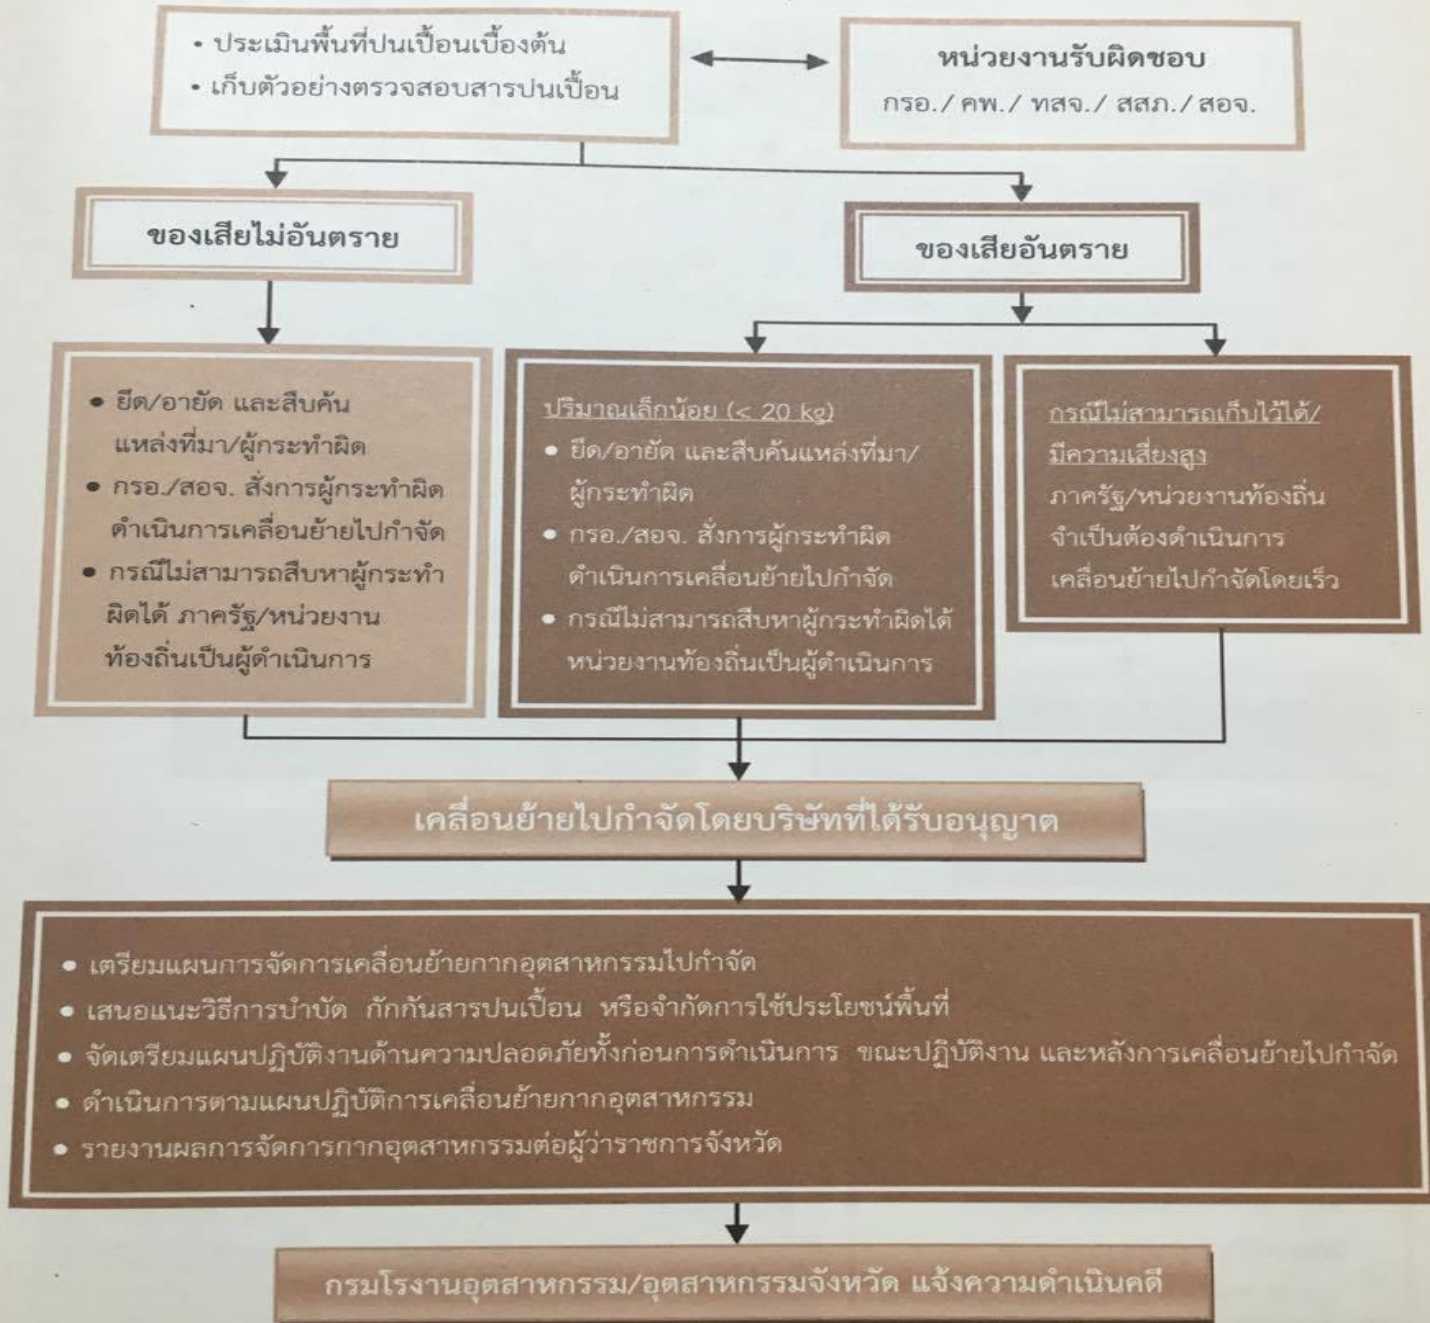 • ประเมินพื้นที่ปนเปื้อนเบื้องต้น
• เก็บตัวอย่างตรวจสอบสารปนเปื้อน
หน่วยงานรับผิดชอบ
กรอ./ คพ./ ทสจ./ สสภ./ สอจ.
ของเสียไม่อันตราย
ของเสียอันตราย
• ยึด/อายัด และสืบค้น
แหล่งที่มา/ผู้กระทำผิด
• กรอ./สอจ. สั่งการผู้กระทำผิด
ดำเนินการเคลื่อนย้ายไปกำจัด
• กรณีไม่สามารถสืบหาผู้กระทำ
ผิดได้ ภาครัฐ/หน่วยงาน
ท้องถิ่นเป็นผู้ดำเนินการ
ปริมาณเล็กน้อย (< 20 kg)
• ยึด/อายัด และสืบค้นแหล่งที่มา/
ผู้กระทำผิด
• กรอ./สอจ. สั่งการผู้กระทำผิด
ดำเนินการเคลื่อนย้ายไปกำจัด
• กรณีไม่สามารถสืบหาผู้กระทำผิดได้
หน่วยงานท้องถิ่นเป็นผู้ดำเนินการ
กรณีไม่สามารถเก็บไว้ได้/
มีความเสี่ยงสูง
ภาครัฐ/หน่วยงานท้องถิ่น
จำเป็นต้องดำเนินการ
เคลื่อนย้ายไปกำจัดโดยเร็ว
เคลื่อนย้ายไปกำจัดโดยบริษัทที่ได้รับอนุญาต
• เตรียมแผนการจัดการเคลื่อนย้ายกากอุตสาหกรรมไปกำจัด
• เสนอแนะวิธีการบำบัด กักกันสารปนเปื้อน หรือจำกัดการใช้ประโยชน์พื้นที่
• จัดเตรียมแผนปฏิบัติงานด้านความปลอดภัยทั้งก่อนการดำเนินการ ขณะปฏิบัติงาน และหลังการเคลื่อนย้ายไปกำจัด
• ดำเนินการตามแผนปฏิบัติการเคลื่อนย้ายกากอุตสาหกรรม
• รายงานผลการจัดการกากอุตสาหกรรมต่อผู้ว่าราชการจังหวัด
กรมโรงานอุตสาหกรรม/อุตสาหกรรมจังหวัด แจ้งความดำเนินคดี